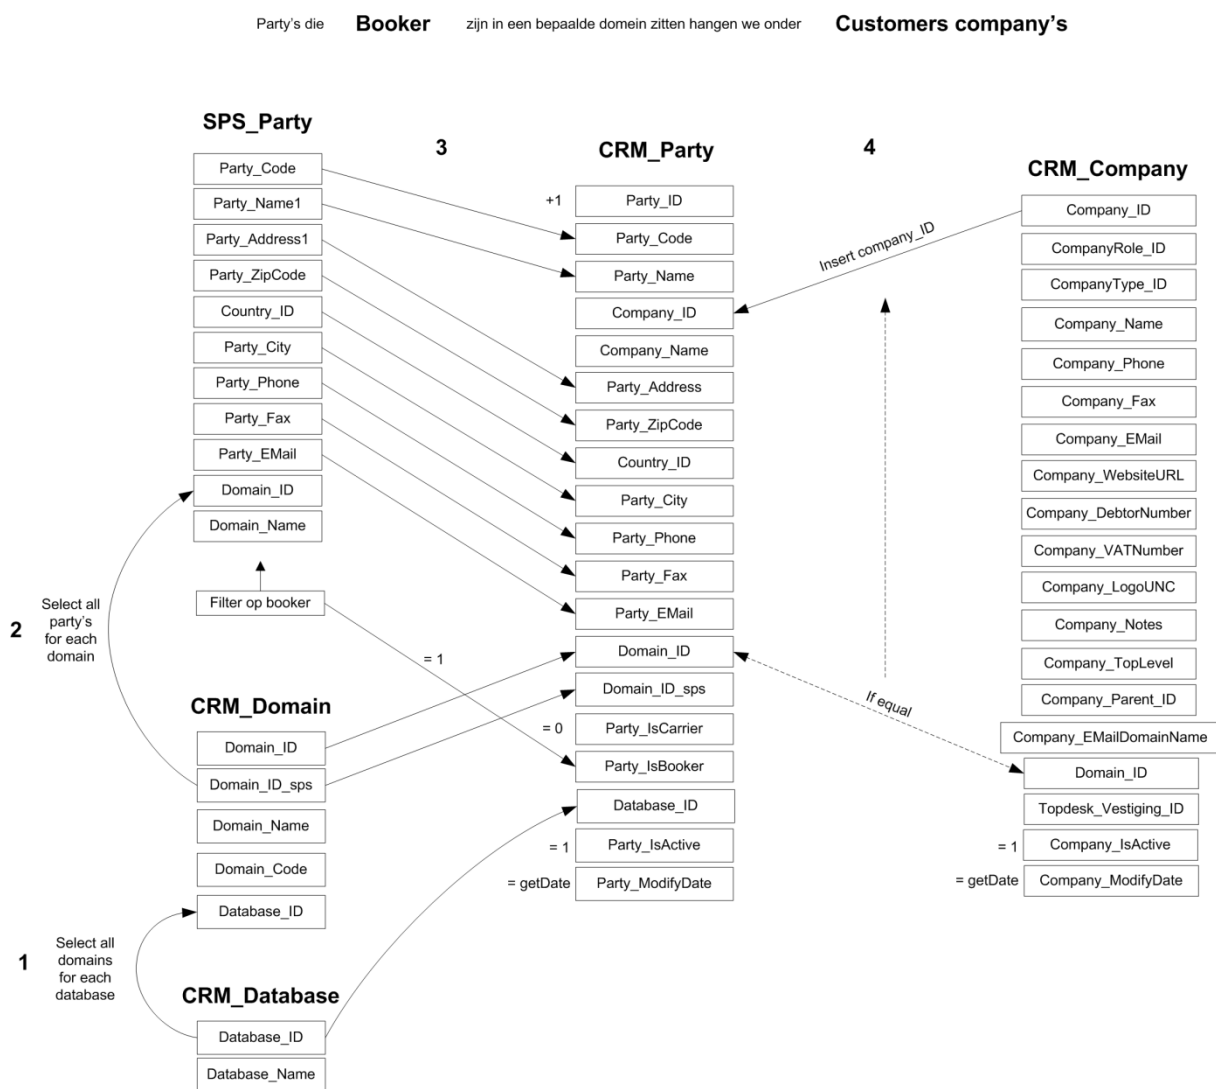 Party's die Booker zijn in een bepaalde domein zitten hangen we onder Customers company's
SPS_Party
Party_Code
Party_Name1
Party_Address1
Party_ZipCode
Country_ID
Party_City
Party_Phone
Party_Fax
Party_EMail
Domain_ID
Domain_Name
Filter op booker
2
Select all
party's
for each
domain
CRM_Domain
Domain_ID
Domain_ID_sps
Domain_Name
Domain_Code
Database_ID
1
Select all
domains
for each
database
CRM_Database
Database_ID
Database_Name
3
CRM_Party
+1
Party_ID
Party_Code
Party_Name
Company_ID
Company_Name
Party_Address
Party_ZipCode
Country_ID
Party_City
Party_Phone
Party_Fax
Party_EMail
Domain_ID
Domain_ID_sps
= 0
Party_IsCarrier
= 1
Party_IsBooker
Database_ID
= 1
Party_IsActive
= getDate
Party_ModifyDate
4
Insert company_ID
If equal
CRM_Company
Company_ID
CompanyRole_ID
CompanyType_ID
Company_Name
Company_Phone
Company_Fax
Company_EMail
Company_WebsiteURL
Company_DebtorNumber
Company_VATNumber
Company_LogoUNC
Company_Notes
Company_TopLevel
Company_Parent_ID
Company_EMailDomainName
Domain_ID
Topdesk_Vestiging_ID
= 1
Company_IsActive
= getDate
Company_ModifyDate